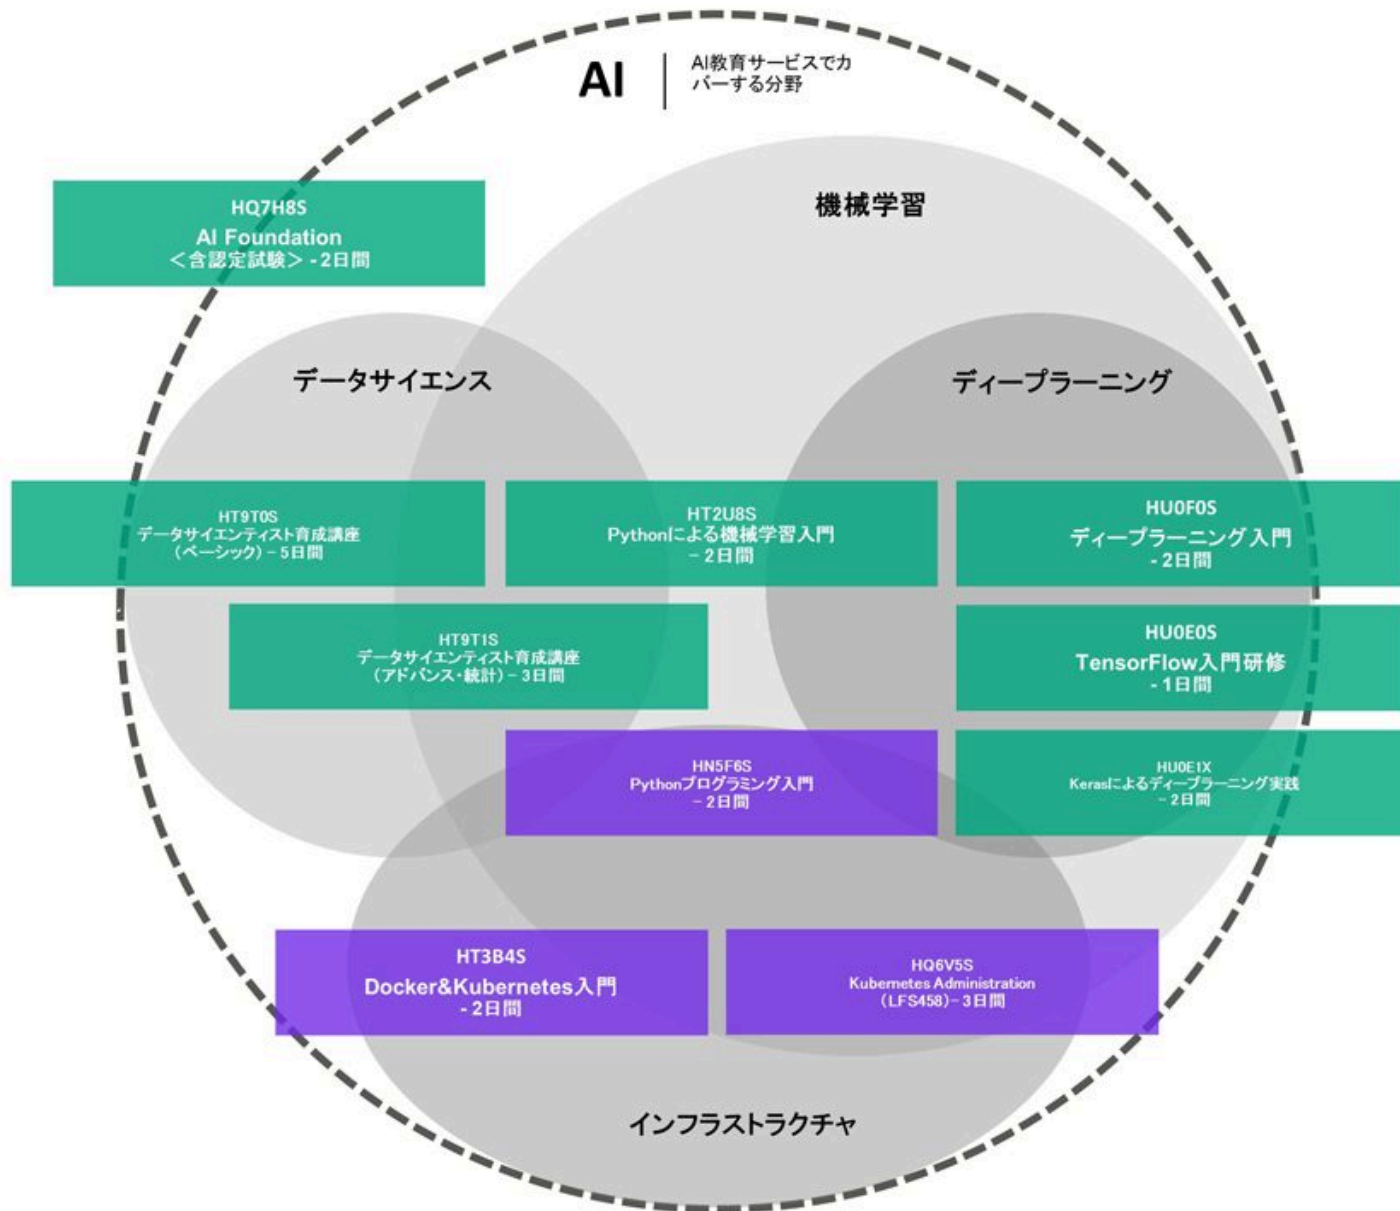 AI
AI教育サービスでカ
バーする分野
機械学習
HQ7H8S
AI Foundation
＜含認定試験＞ - 2日間
データサイエンス
ディープラーニング
HT9T0S
データサイエンティスト育成講座
（ベーシック） – 5日間
HT2U8S
Pythonによる機械学習入門
– 2日間
HU0F0S
ディープラーニング入門
- 2日間
HT9T1S
データサイエンティスト育成講座
（アドバンス・統計） – 3日間
HU0E0S
TensorFlow入門研修
- 1日間
HN5F6S
Pythonプログラミング入門
– 2日間
HU0E1X
Kerasによるディープラーニング実践
– 2日間
HT3B4S
Docker&Kubernetes入門
- 2日間
HQ6V5S
Kubernetes Administration
（LFS458） – 3日間
インフラストラクチャ